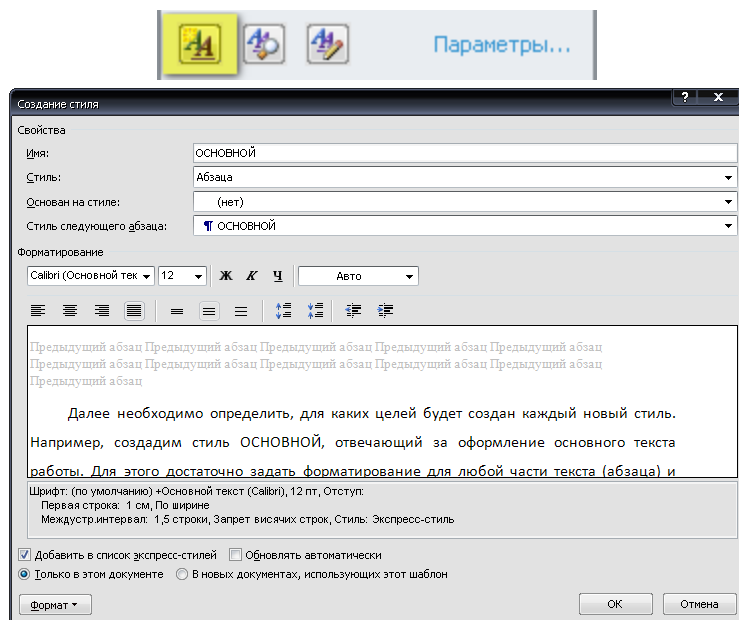 Параметры...
Создание стиля
Свойства
Имя: ОСНОВНОЙ
Стиль: Абзаца
Основан на стиле: (нет)
Стиль следующего абзаца: ¶ ОСНОВНОЙ
Форматирование
Calibri (Основной тек 12 Ж К Ч Авто
Предыдущий абзац Предыдущий абзац Предыдущий абзац Предыдущий абзац Предыдущий абзац
Предыдущий абзац Предыдущий абзац Предыдущий абзац Предыдущий абзац Предыдущий абзац
Предыдущий абзац
Далее необходимо определить, для каких целей будет создан каждый новый стиль.
Например, создадим стиль ОСНОВНОЙ, отвечающий за оформление основного текста
работы. Для этого достаточно задать форматирование для любой части текста (абзаца) и
Шрифт: (по умолчанию) +Основной текст (Calibri), 12 пт, Отступ:
Первая строка: 1 см, По ширине
Междустр.интервал: 1,5 строки, Запрет висячих строк, Стиль: Экспресс-стиль
Добавить в список экспресс-стилей Обновлять автоматически
Только в этом документе В новых документах, использующих этот шаблон
Формат ОК Отмена